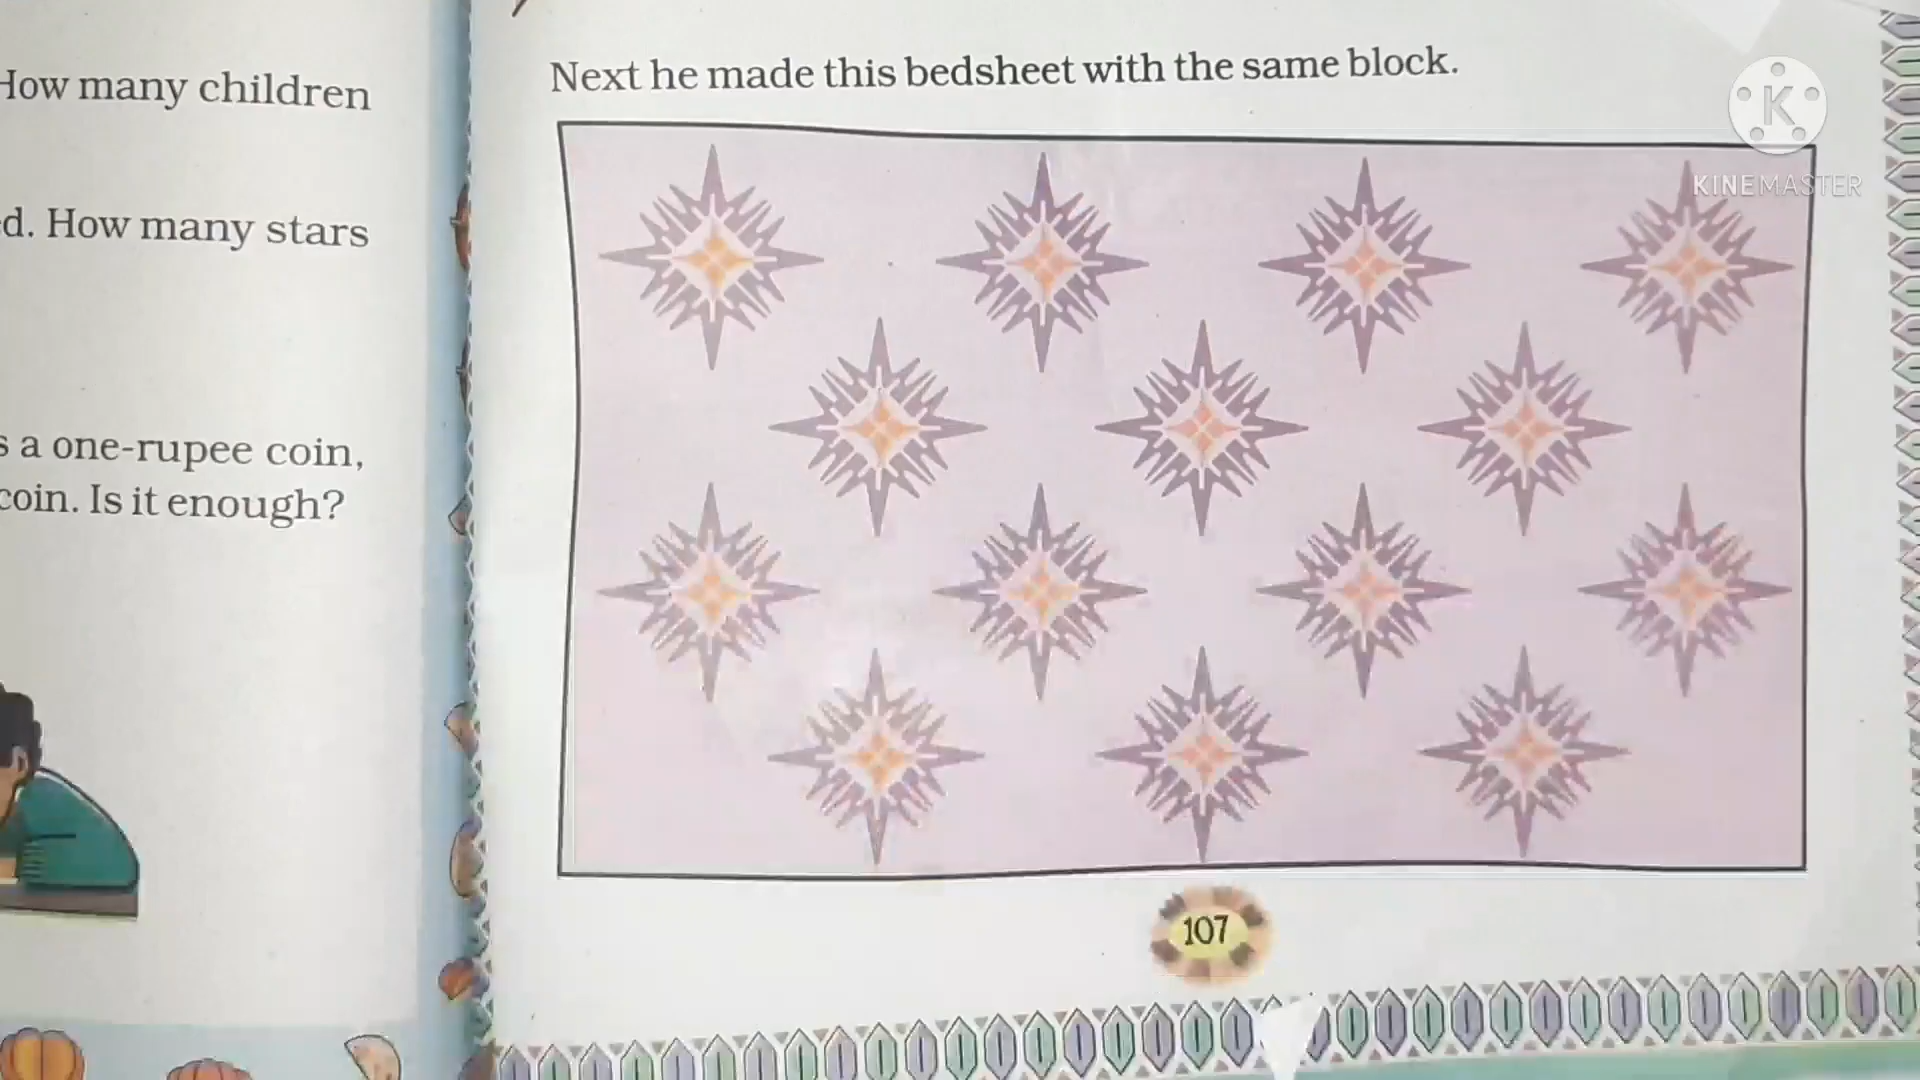 How many children
d. How many stars
s a one-rupee coin,
coin. Is it enough?
Next he made this bedsheet with the same block.
K
KINEMASTER
107